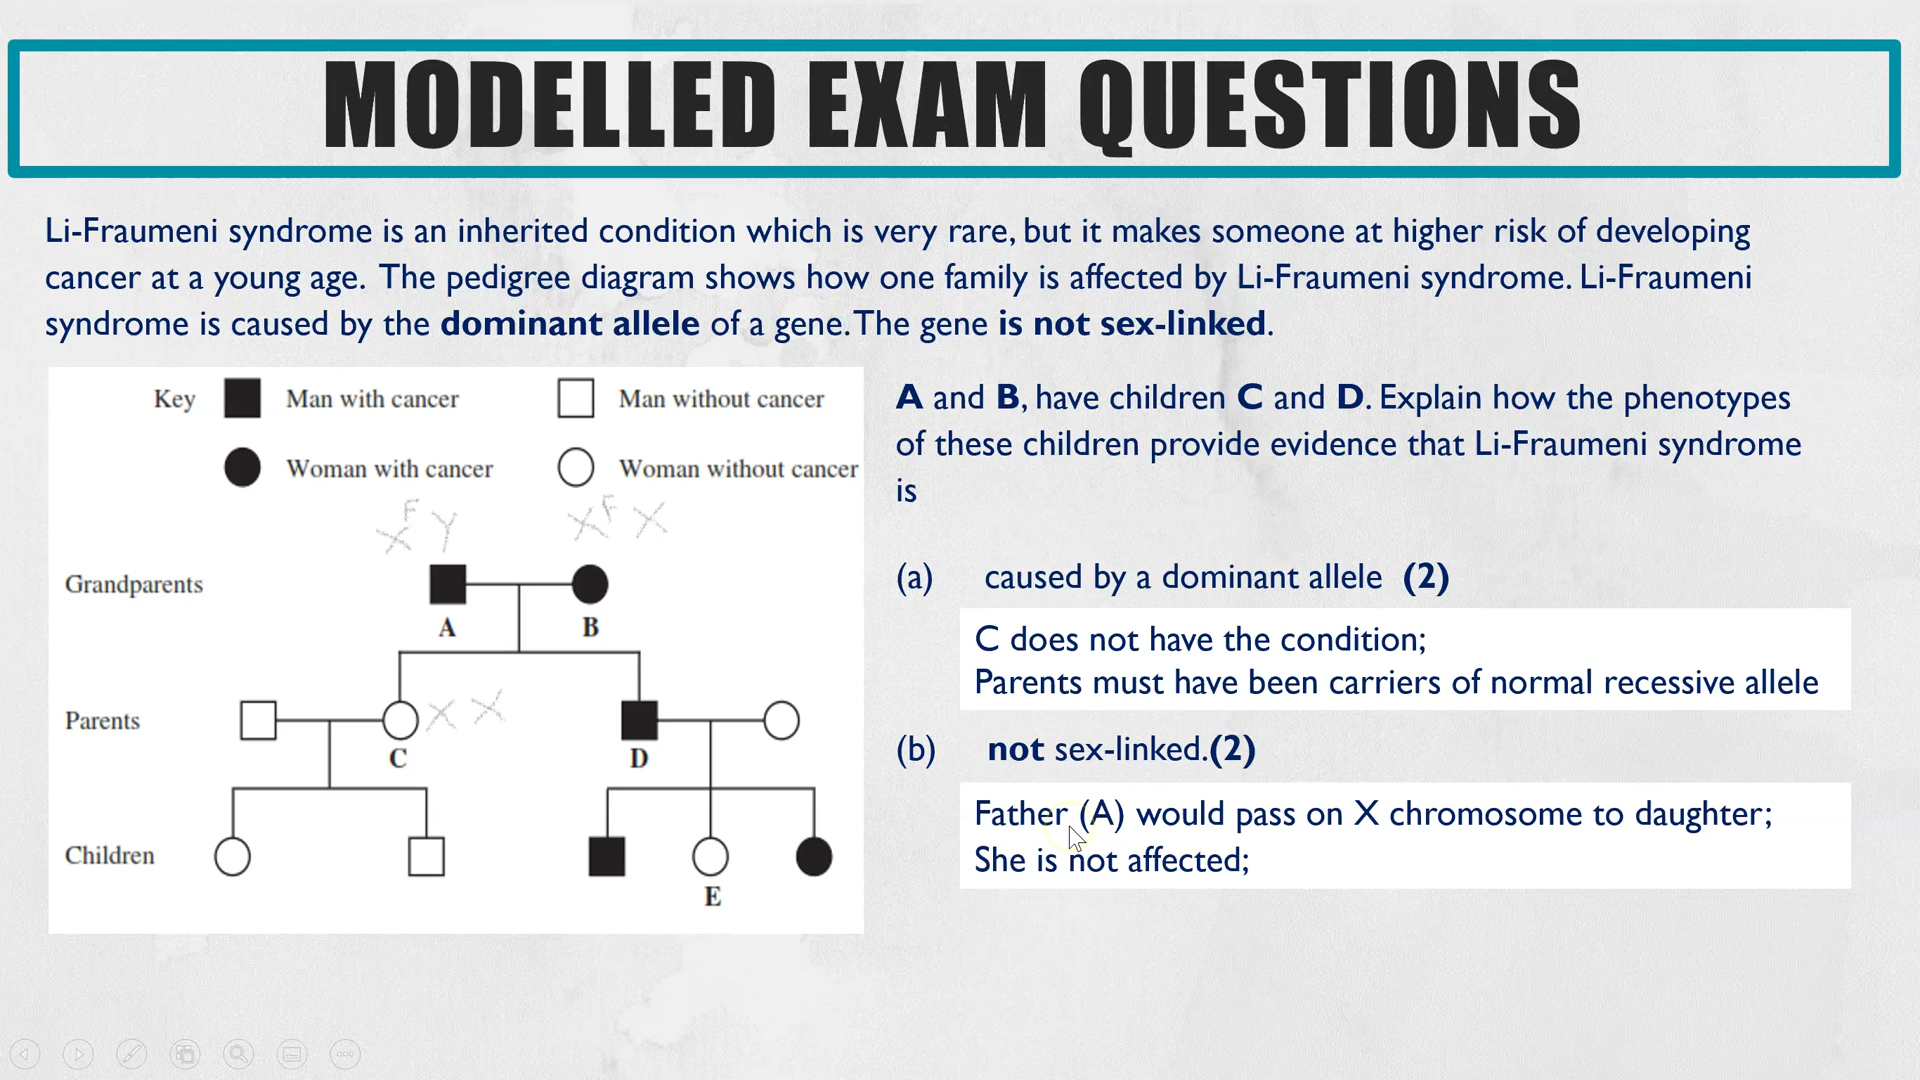 MODELLED EXAM QUESTIONS
Li-Fraumeni syndrome is an inherited condition which is very rare, but it makes someone at higher risk of developing
cancer at a young age. The pedigree diagram shows how one family is affected by Li-Fraumeni syndrome. Li-Fraumeni
syndrome is caused by the dominant allele of a gene. The gene is not sex-linked.
Key Man with cancer Man without cancer
Woman with cancer Woman without cancer
X^F Y X^F X
Grandparents
A B
Parents
X X
C D
Children
E
A and B, have children C and D. Explain how the phenotypes
of these children provide evidence that Li-Fraumeni syndrome
is
(a) caused by a dominant allele (2)
C does not have the condition;
Parents must have been carriers of normal recessive allele
(b) not sex-linked.(2)
Father (A) would pass on X chromosome to daughter;
She is not affected;